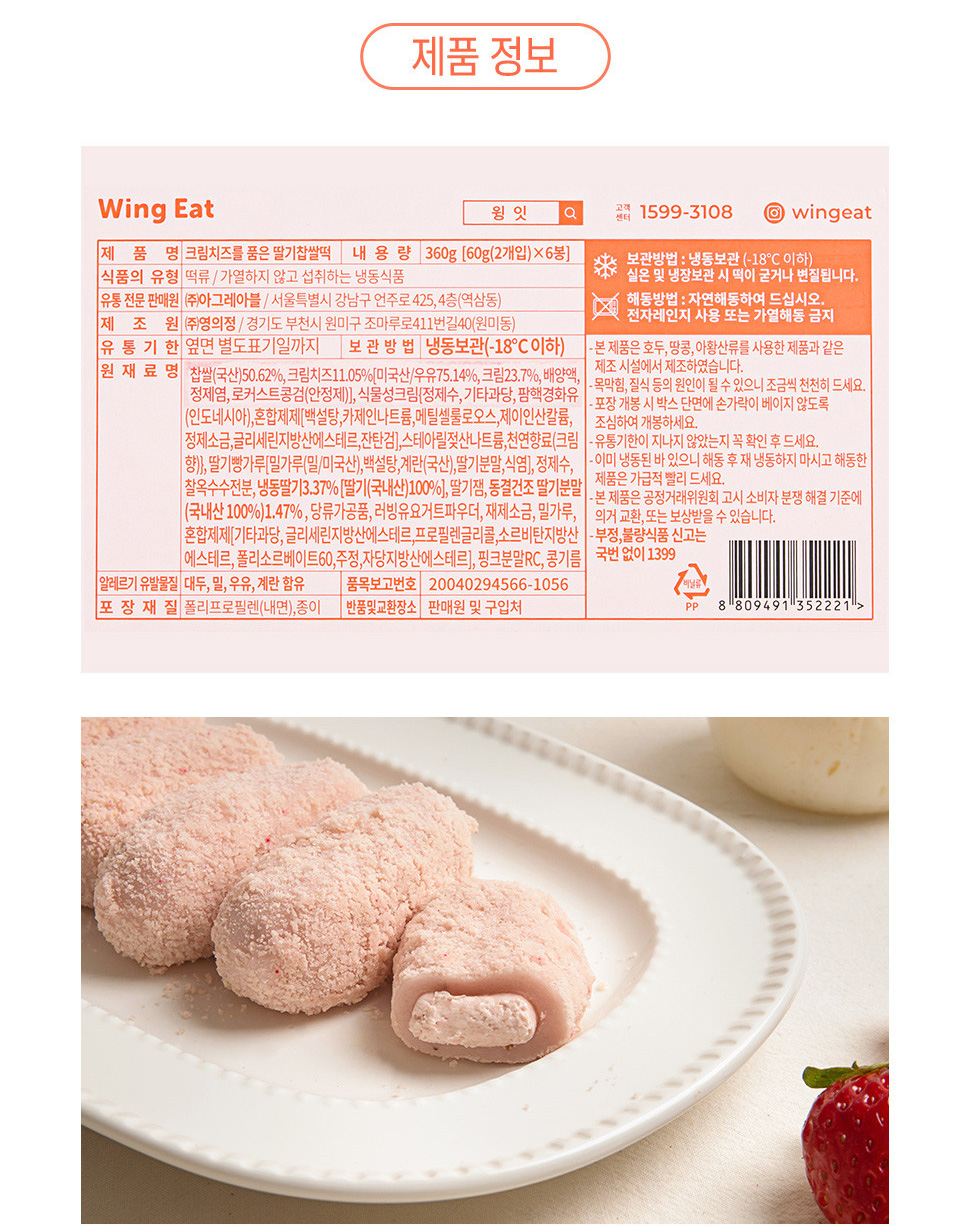 제품 정보
Wing Eat
윙 잇
고객
센터
1599-3108
wingeat
제 품 명 크림치즈를 품은 딸기찹쌀떡 내 용 량 360g [60g(2개입)×6봉]
식품의 유형 떡류 / 가열하지 않고 섭취하는 냉동식품
유통 전문 판매원 ㈜아그레아블 / 서울특별시 강남구 언주로 425, 4층(역삼동)
제 조 원 ㈜영의정 / 경기도 부천시 원미구 조마루로411번길40(원미동)
유 통 기 한 옆면 별도표기일까지 보 관 방 법 냉동보관(-18℃ 이하)
원 재 료 명 찹쌀(국산)50.62%, 크림치즈11.05%[미국산/우유75.14%, 크림23.7%, 배양액,
정제염, 로커스트콩검(안정제)], 식물성크림{정제수, 기타과당, 팜핵경화유
(인도네시아),혼합제제[백설탕,카제인나트륨,메틸셀룰로오스,제이인산칼륨,
정제소금,글리세린지방산에스테르,잔탄검],스테아릴젖산나트륨,천연향료(크림
향)}, 딸기빵가루[밀가루(밀/미국산),백설탕,계란(국산),딸기분말,식염], 정제수,
찰옥수수전분, 냉동딸기3.37% [딸기(국내산)100%], 딸기잼, 동결건조 딸기분말
(국내산 100%)1.47% , 당류가공품, 러빙유요거트파우더, 재제소금, 밀가루,
혼합제제[기타과당, 글리세린지방산에스테르,프로필렌글리콜,소르비탄지방산
에스테르, 폴리소르베이트60,주정,자당지방산에스테르], 핑크분말RC, 콩기름
알레르기 유발물질 대두, 밀, 우유, 계란 함유 품목보고번호 20040294566-1056
포 장 재 질 폴리프로필렌(내면),종이 반품및교환장소 판매원 및 구입처
보관방법 : 냉동보관 (-18℃ 이하)
실온 및 냉장보관 시 떡이 굳거나 변질됩니다.
해동방법 : 자연해동하여 드십시오.
전자레인지 사용 또는 가열해동 금지
- 본 제품은 호두, 땅콩, 아황산류를 사용한 제품과 같은
제조 시설에서 제조하였습니다.
- 목막힘, 질식 등의 원인이 될 수 있으니 조금씩 천천히 드세요.
- 포장 개봉 시 박스 단면에 손가락이 베이지 않도록
조심하여 개봉하세요.
- 유통기한이 지나지 않았는지 꼭 확인 후 드세요.
- 이미 냉동된 바 있으니 해동 후 재 냉동하지 마시고 해동한
제품은 가급적 빨리 드세요.
- 본 제품은 공정거래위원회 고시 소비자 분쟁 해결 기준에
의거 교환, 또는 보상받을 수 있습니다.
- 부정,불량식품 신고는
국번 없이 1399
비닐류
PP
8 809491 352221 >